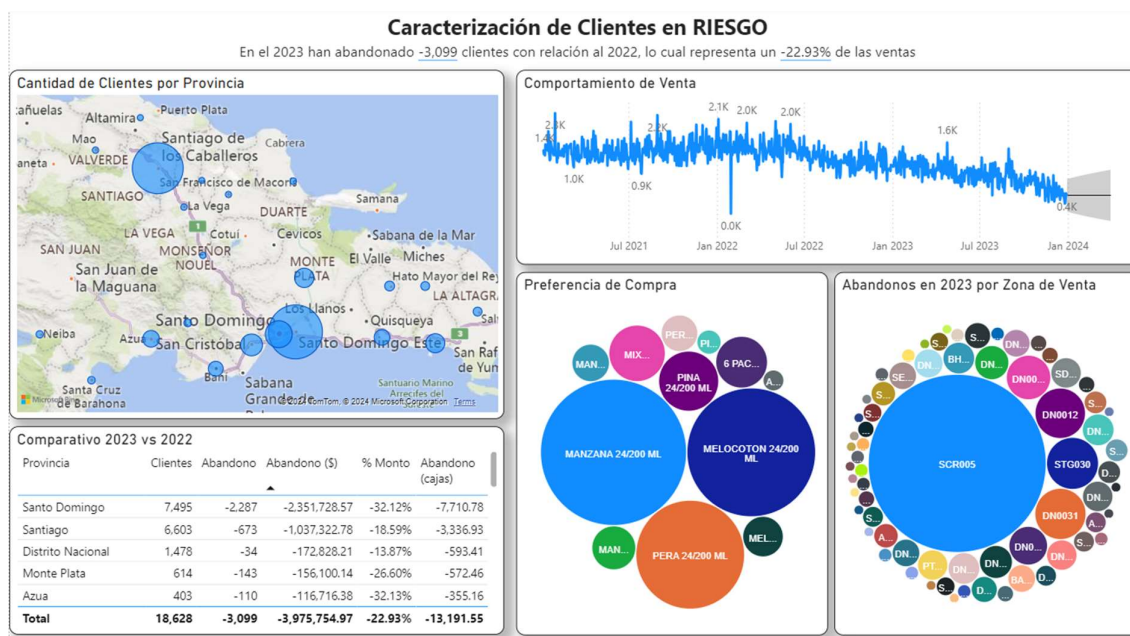 Caracterización de Clientes en RIESGO
En el 2023 han abandonado -3,099 clientes con relación al 2022, lo cual representa un -22.93% de las ventas
Cantidad de Clientes por Provincia
Puerto Plata
Altamira
Mao
Santiago de
los Caballeros
Cabrera
VALVERDE
San Francisco de Macorís
SANTIAGO
Samana
La Vega
DUARTE
1
LA VEGA
Cotuí
Cevicos
Sabana de la Mar
SAN JUAN
MONSEÑOR
NOUEL
El Valle
Miches
San Juan de
la Maguana
MONTE
PLATA
Hato Mayor del Rey
LA ALTAGR
Los Llanos
Santo Domingo
Quisqueya
Neiba
Azua
San Cristóbal
Santo Domingo Este
3
San Raf
de Yum
Baní
Sabana
Grande de
Santa Cruz
de Barahona
Santuario Marino
Arrecifes del
© 2024 TomTom, © 2024 Microsoft Corporation Terms
Comportamiento de Venta
2.1K
2.0K
2.0K
1.6K
1.0K
0.9K
0.0K
0.4K
Jul 2021
Jan 2022
Jul 2022
Jan 2023
Jul 2023
Jan 2024
Comparativo 2023 vs 2022
Provincia Clientes Abandono Abandono ($) % Monto Abandono
(cajas)
Santo Domingo 7,495 -2,287 -2.351,728.57 -32.12% -7,710.78
Santiago 6,603 -673 -1,037,322.78 -18.59% -3,336.93
Distrito Nacional 1,478 -34 -172,828.21 -13.87% -593.41
Monte Plata 614 -143 -156,100.14 -26.60% -572.46
Azua 403 -110 -116,716.38 -32.13% -355.16
Total 18,628 -3,099 -3,975,754.97 -22.93% -13,191.55
Preferencia de Compra
PER...
PI...
MIX...
MAN...
6 PAC...
PINA
24/200 ML
A...
MANZANA 24/200 ML
MELOCOTON 24/200
ML
MAN...
PERA 24/200 ML
MEL...
Abandonos en 2023 por Zona de Venta
S...
S...
DN...
DN...
BH...
DN...
SE...
DN00...
SD...
S...
S...
DN0012
S...
DN...
SCR005
STG030
S...
D...
DN...
DN0031
S...
A...
A...
DN...
DN0...
DN...
S...
PT...
DN...
DN...
BA...
D...
S...
D...